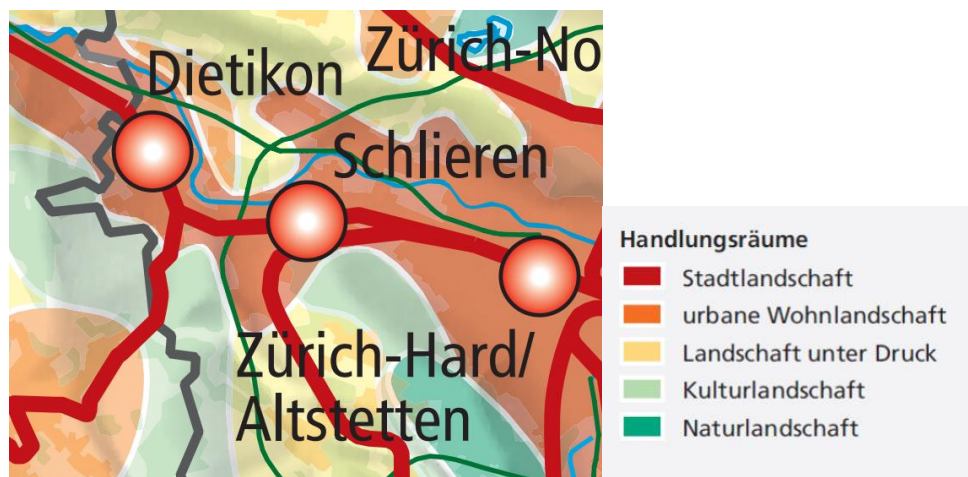 Zürich-No
Dietikon
Schlieren
Zürich-Hard/
Altstetten
Handlungsräume
Stadtlandschaft
urbane Wohnlandschaft
Landschaft unter Druck
Kulturlandschaft
Naturlandschaft